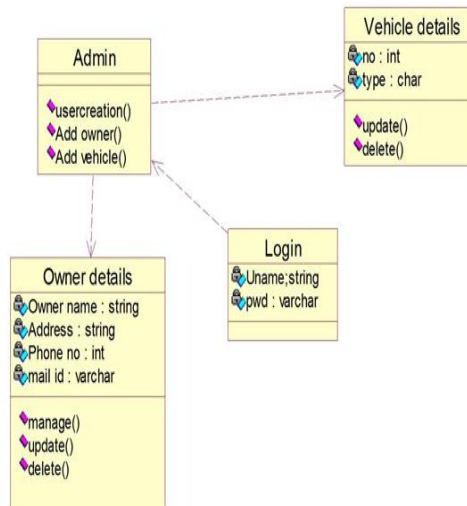 Admin
usercreation()
Add owner()
Add vehicle()
Vehicle details
no : int
type : char
update()
delete()
Login
Uname;string
pwd : varchar
Owner details
Owner name : string
Address : string
Phone no : int
mail id : varchar
manage()
update()
delete()